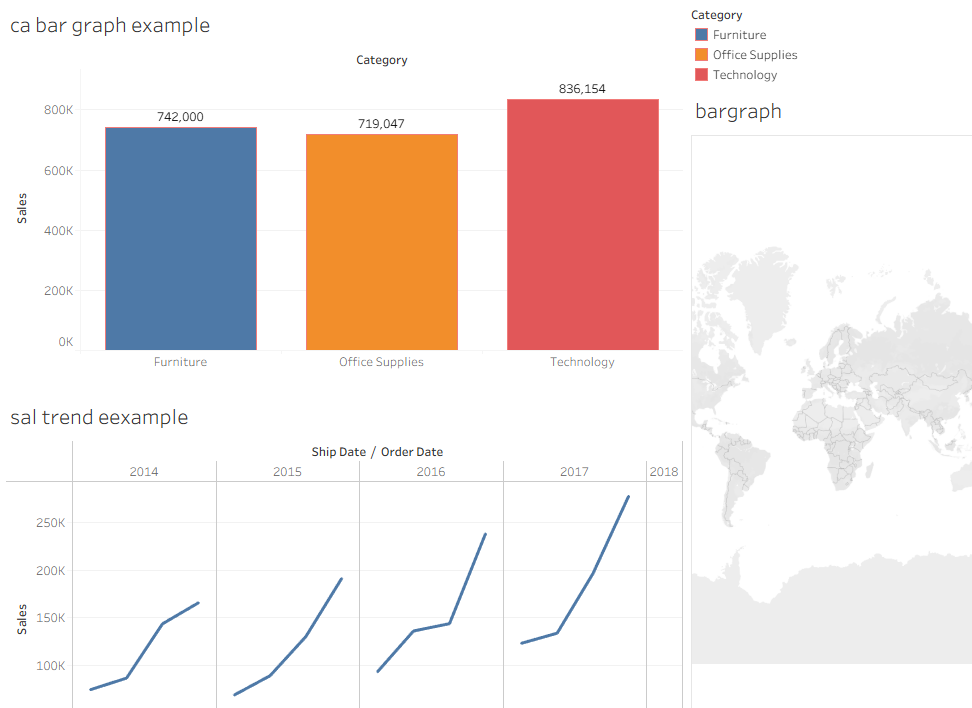 ca bar graph example
Category
800K
600K
400K
200K
0K
Sales
742,000
719,047
836,154
Furniture
Office Supplies
Technology
Category
Furniture
Office Supplies
Technology
bargraph
sal trend eexample
Ship Date / Order Date
2014
2015
2016
2017
2018
250K
200K
150K
100K
Sales